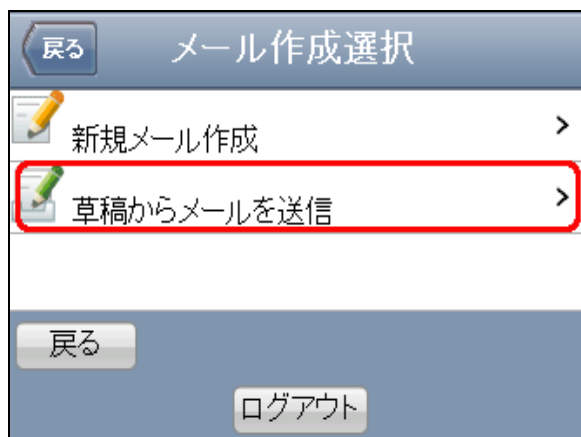 戻る
メール作成選択
新規メール作成
草稿からメールを送信
戻る
ログアウト